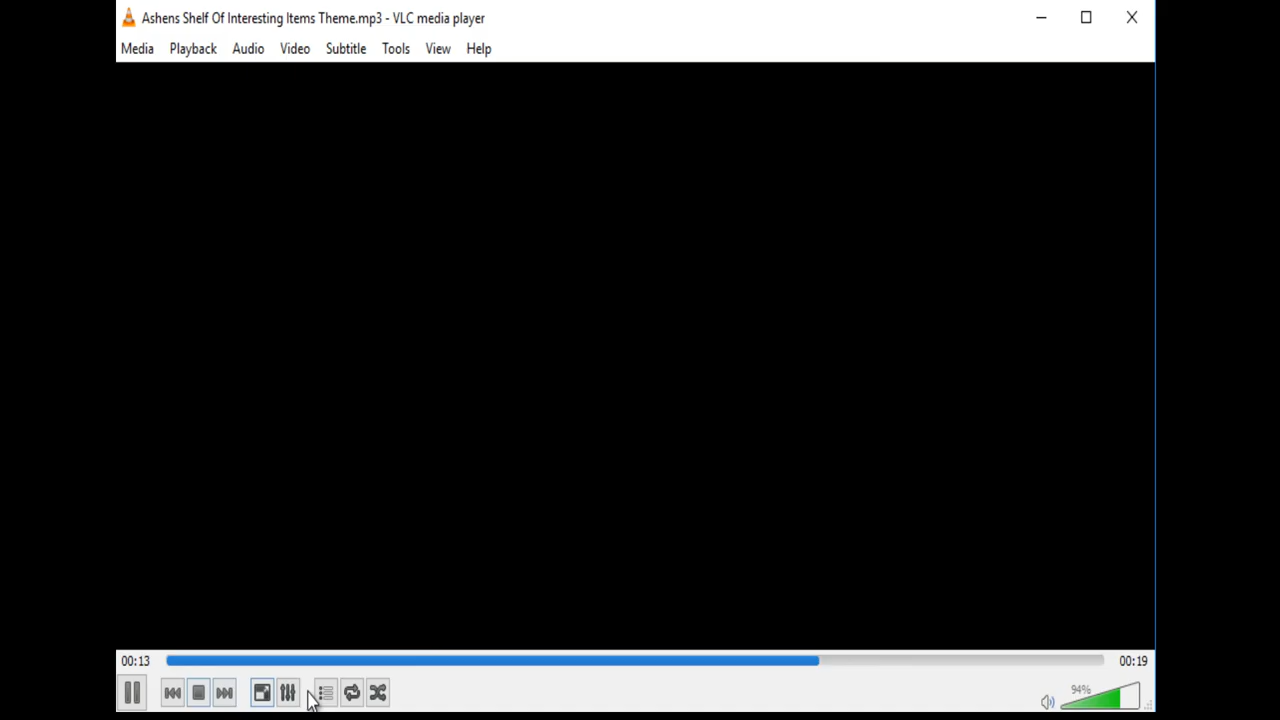 Ashens Shelf Of Interesting Items Theme.mp3 - VLC media player
Media Playback Audio Video Subtitle Tools View Help
00:13 00:19
94%